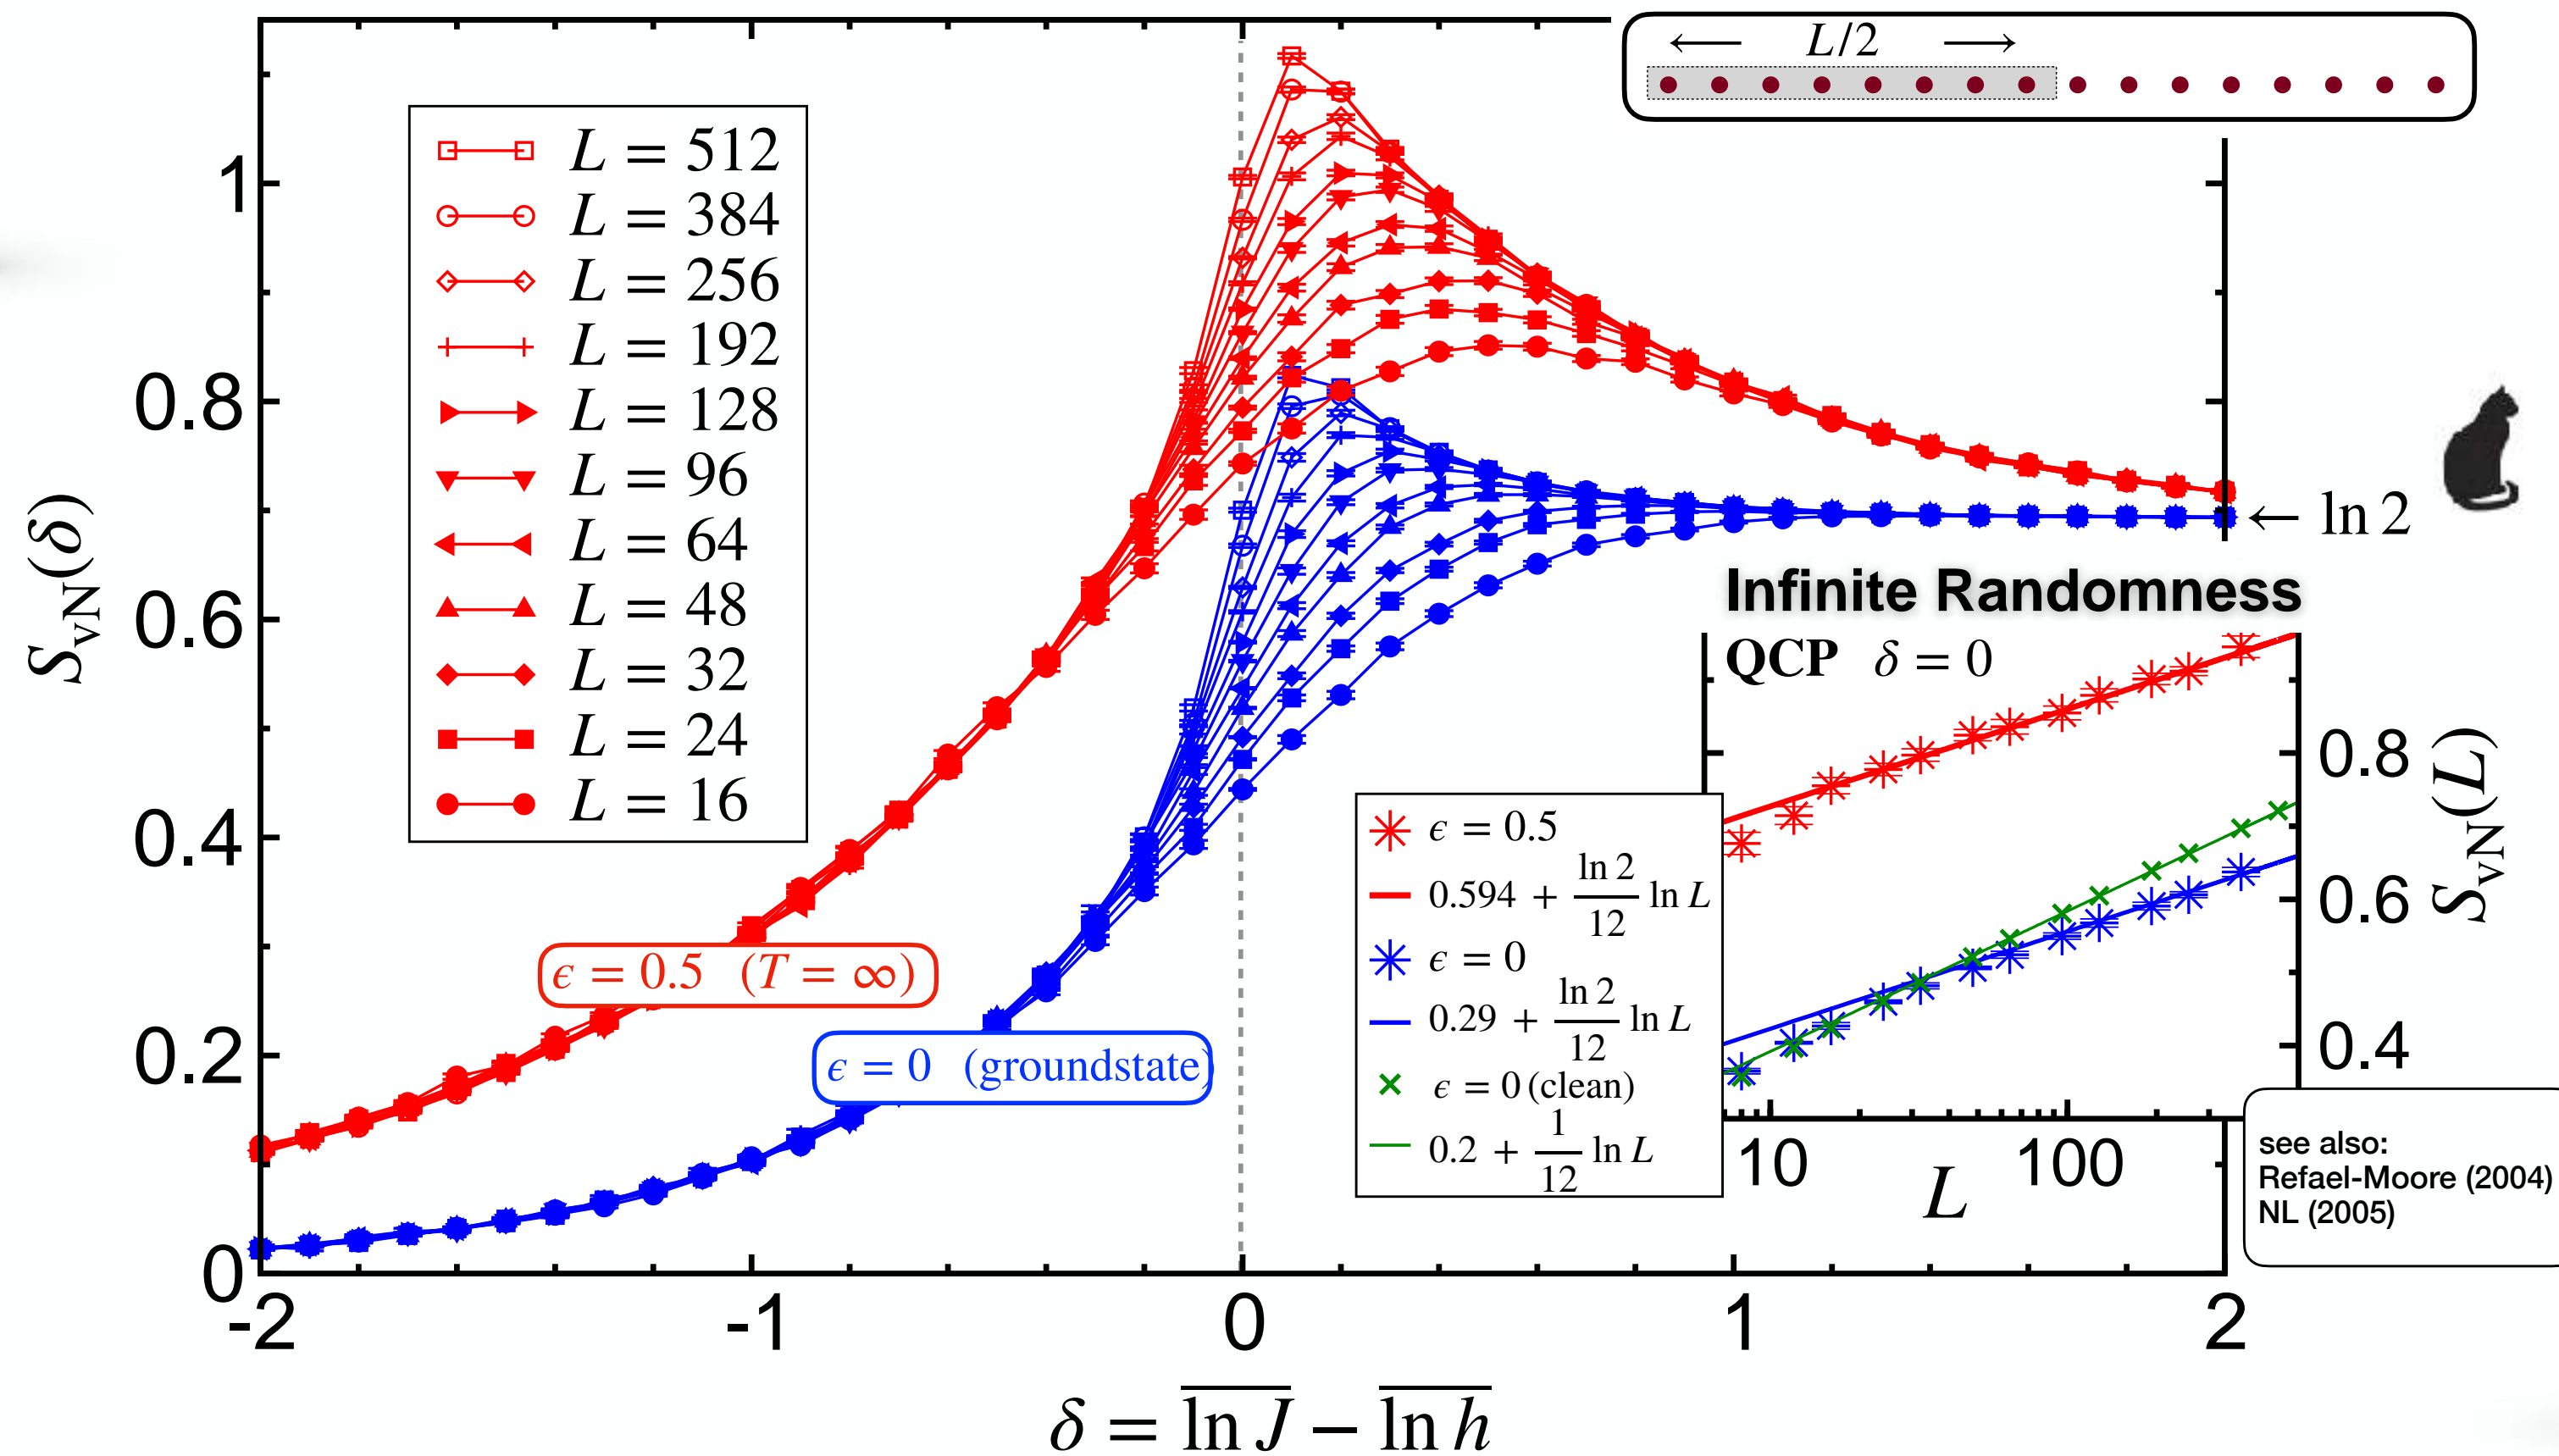 ← L/2 →
L = 512
L = 384
L = 256
L = 192
L = 128
L = 96
L = 64
L = 48
L = 32
L = 24
L = 16
1
0.8
0.6
0.4
0.2
0
S_vN(δ)
← ln 2
Infinite Randomness
QCP δ = 0
ϵ = 0.5 (T = ∞)
ϵ = 0 (groundstate)
ϵ = 0.5
0.594 + ln 2/12 ln L
ϵ = 0
0.29 + ln 2/12 ln L
ϵ = 0 (clean)
0.2 + 1/12 ln L
0.8
0.6
0.4
S_vN(L)
10 100
L
see also:
Refael-Moore (2004)
NL (2005)
-2 -1 0 1 2
δ = \overline{ln J} − \overline{ln h}